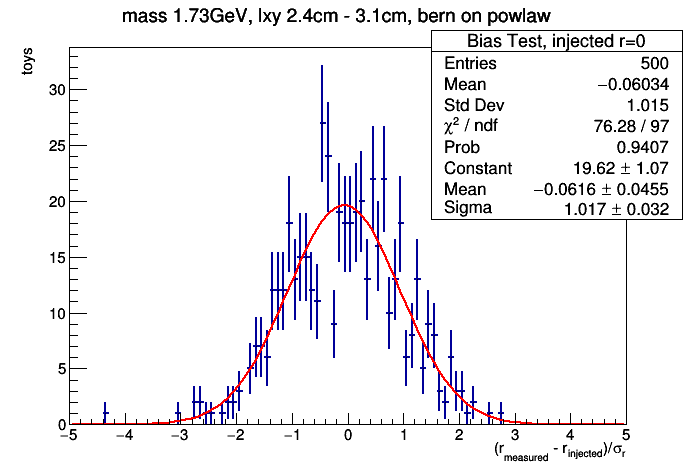 mass 1.73GeV, lxy 2.4cm - 3.1cm, bern on powlaw
Bias Test, injected r=0
Entries 500
Mean −0.06034
Std Dev 1.015
χ² / ndf 76.28 / 97
Prob 0.9407
Constant 19.62 ± 1.07
Mean −0.0616 ± 0.0455
Sigma 1.017 ± 0.032
toys
30
25
20
15
10
5
0
−5 −4 −3 −2 −1 0 1 2 3 4 5
(r_measured - r_injected)/σ_r